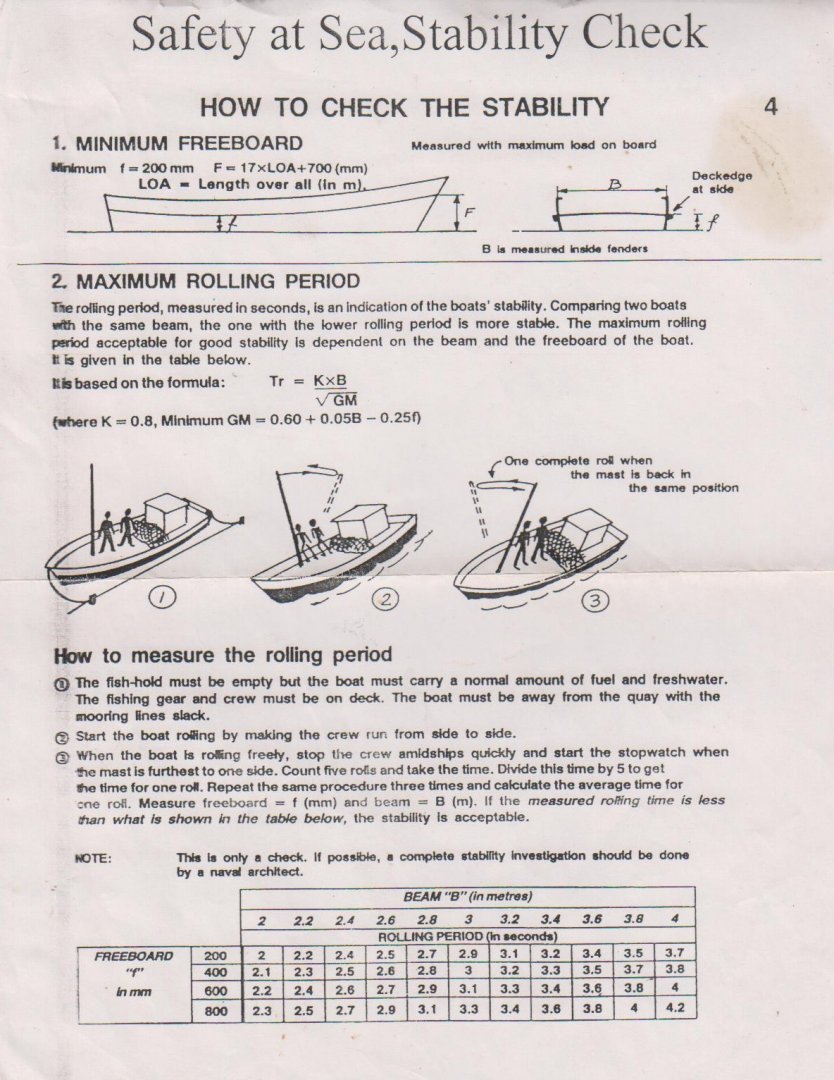 Safety at Sea,Stability Check
HOW TO CHECK THE STABILITY
4
1. MINIMUM FREEBOARD
Measured with maximum load on board
Minimum f = 200 mm F = 17×LOA+700 (mm)
LOA = Length over all (in m).
Deckedge
at side
B
F
f
f
B is measured inside fenders
2. MAXIMUM ROLLING PERIOD
The rolling period, measured in seconds, is an indication of the boats' stability. Comparing two boats
with the same beam, the one with the lower rolling period is more stable. The maximum rolling
period acceptable for good stability is dependent on the beam and the freeboard of the boat.
It is given in the table below.
It is based on the formula: Tr = K×B
√GM
(where K = 0.8, Minimum GM = 0.60 + 0.05B − 0.25f)
One complete roll when
the mast is back in
the same position
1
2
3
How to measure the rolling period
① The fish-hold must be empty but the boat must carry a normal amount of fuel and freshwater.
The fishing gear and crew must be on deck. The boat must be away from the quay with the
mooring lines slack.
② Start the boat rolling by making the crew run from side to side.
③ When the boat is rolling freely, stop the crew amidships quickly and start the stopwatch when
the mast is furthest to one side. Count five rolls and take the time. Divide this time by 5 to get
the time for one roll. Repeat the same procedure three times and calculate the average time for
one roll. Measure freeboard = f (mm) and beam = B (m). If the measured rolling time is less
than what is shown in the table below, the stability is acceptable.
NOTE: This is only a check. If possible, a complete stability investigation should be done
by a naval architect.
BEAM "B" (in metres)
2 2.2 2.4 2.6 2.8 3 3.2 3.4 3.6 3.8 4
ROLLING PERIOD (in seconds)
FREEBOARD 200 2 2.2 2.4 2.5 2.7 2.9 3.1 3.2 3.4 3.5 3.7
"f" 400 2.1 2.3 2.5 2.6 2.8 3 3.2 3.3 3.5 3.7 3.8
in mm 600 2.2 2.4 2.6 2.7 2.9 3.1 3.3 3.4 3.6 3.8 4
800 2.3 2.5 2.7 2.9 3.1 3.3 3.4 3.6 3.8 4 4.2